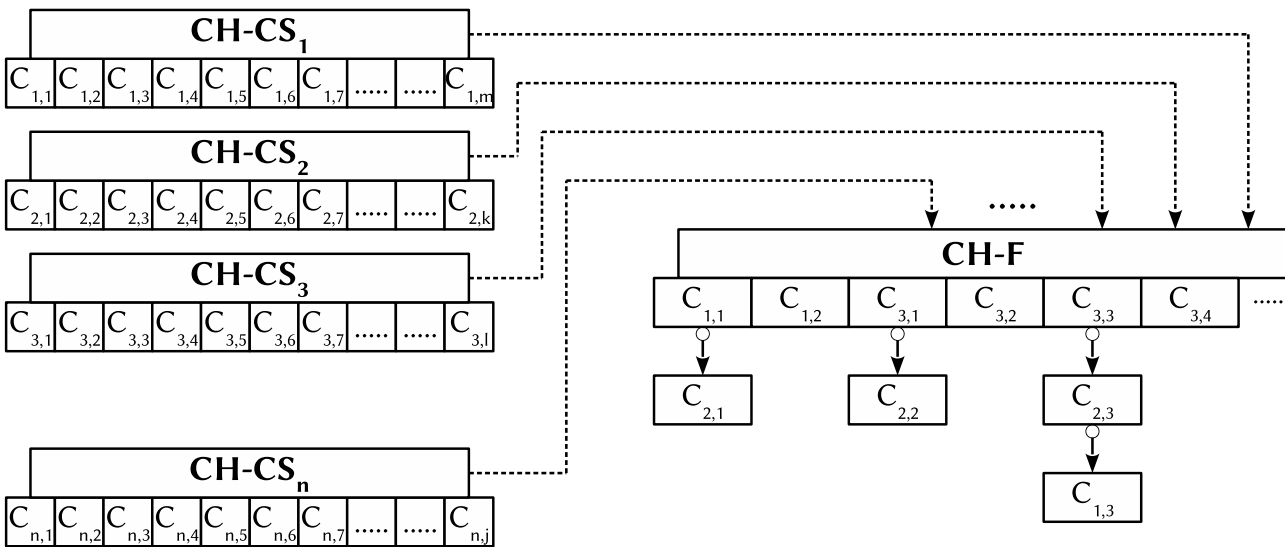 CH-CS₁
C₁,₁ C₁,₂ C₁,₃ C₁,₄ C₁,₅ C₁,₆ C₁,₇ ..... ..... C₁,ₘ
CH-CS₂
C₂,₁ C₂,₂ C₂,₃ C₂,₄ C₂,₅ C₂,₆ C₂,₇ ..... ..... C₂,ₖ
CH-CS₃
C₃,₁ C₃,₂ C₃,₃ C₃,₄ C₃,₅ C₃,₆ C₃,₇ ..... ..... C₃,ₗ
CH-CSₙ
Cₙ,₁ Cₙ,₂ Cₙ,₃ Cₙ,₄ Cₙ,₅ Cₙ,₆ Cₙ,₇ ..... ..... Cₙ,ⱼ
.....
CH-F
C₁,₁ C₁,₂ C₃,₁ C₃,₂ C₃,₃ C₃,₄ .....
C₂,₁ C₂,₂ C₂,₃
C₁,₃